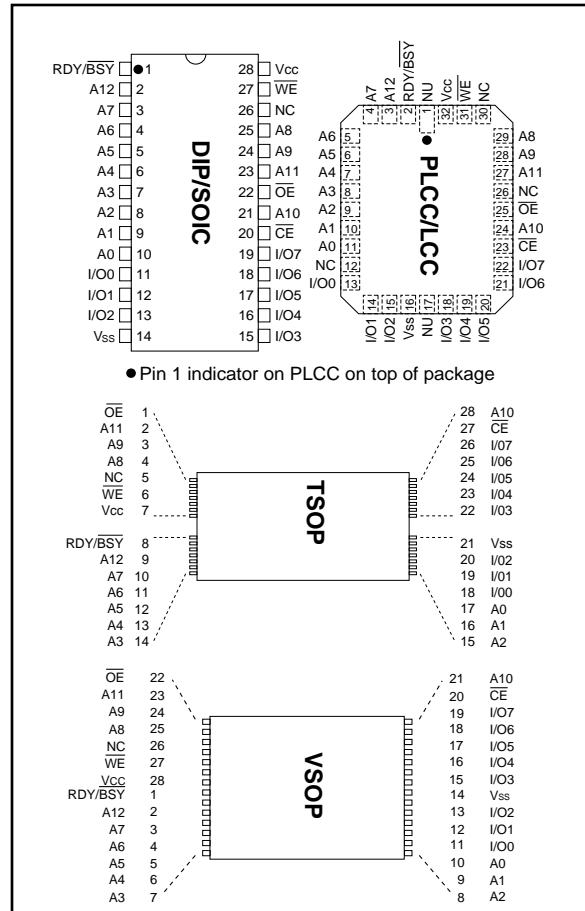 RDY/BSY 1 28 Vcc
A12 2 27 WE
A7 3 26 NC
A6 4 25 A8
A5 5 24 A9
A4 6 23 A11
A3 7 22 OE
A2 8 21 A10
A1 9 20 CE
A0 10 19 I/O7
I/O0 11 18 I/O6
I/O1 12 17 I/O5
I/O2 13 16 I/O4
VSS 14 15 I/O3
DIP/SOIC
A7 A12 RDY/BSY NU Vcc WE NC
4 3 2 1 32 31 30
A6 5 29 A8
A5 6 28 A9
A4 7 27 A11
A3 8 26 NC
A2 9 25 OE
A1 10 24 A10
A0 11 23 CE
NC 12 22 I/O7
I/O0 13 21 I/O6
14 15 16 17 18 19 20
I/O1 I/O2 Vss NU I/O3 I/O4 I/O5
PLCC/LCC
● Pin 1 indicator on PLCC on top of package
OE 1 28 A10
A11 2 27 CE
A9 3 26 I/07
A8 4 25 I/06
NC 5 24 I/05
WE 6 23 I/04
Vcc 7 22 I/03
RDY/BSY 8 21 Vss
A12 9 20 I/02
A7 10 19 I/01
A6 11 18 I/00
A5 12 17 A0
A4 13 16 A1
A3 14 15 A2
TSOP
OE 22 21 A10
A11 23 20 CE
A9 24 19 I/O7
A8 25 18 I/O6
NC 26 17 I/O5
WE 27 16 I/O4
Vcc 28 15 I/O3
RDY/BSY 1 14 Vss
A12 2 13 I/O2
A7 3 12 I/O1
A6 4 11 I/O0
A5 5 10 A0
A4 6 9 A1
A3 7 8 A2
VSOP